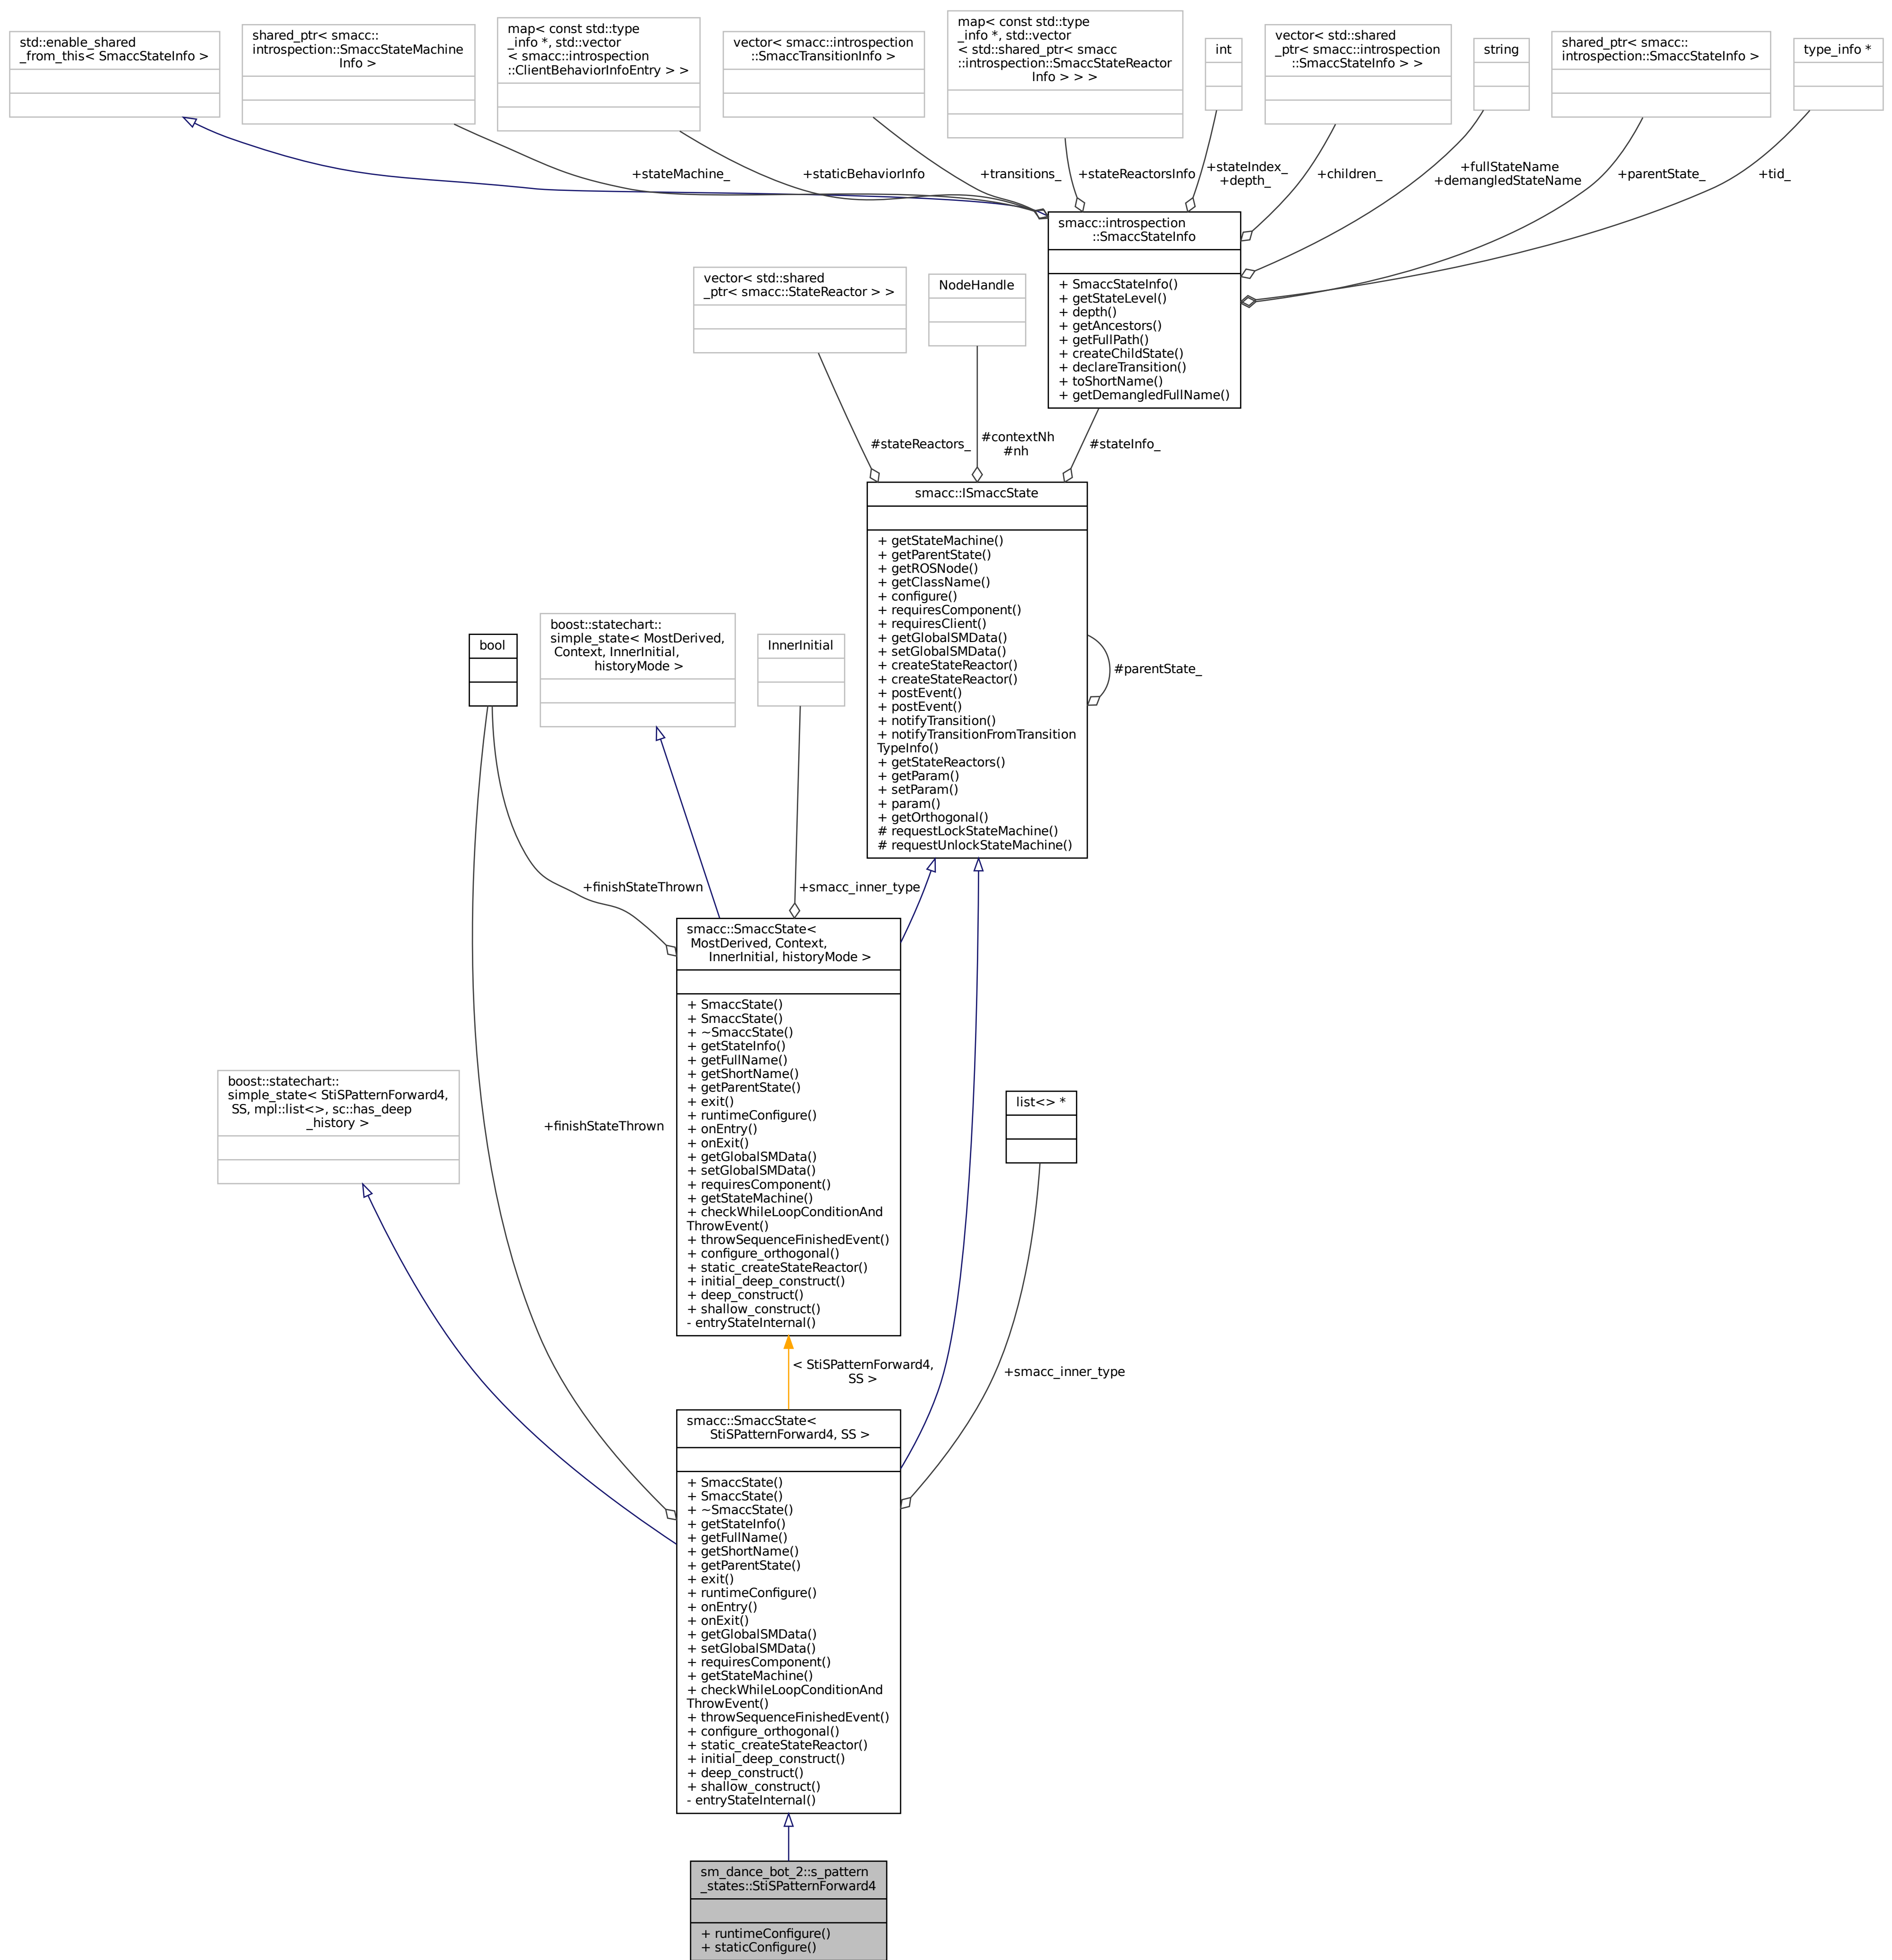 std::enable_shared
_from_this< SmaccStateInfo >
shared_ptr< smacc::
introspection::SmaccStateMachine
Info >
map< const std::type
_info *, std::vector
< smacc::introspection
::ClientBehaviorInfoEntry > >
vector< smacc::introspection
::SmaccTransitionInfo >
map< const std::type
_info *, std::vector
< std::shared_ptr< smacc
::introspection::SmaccStateReactor
Info > > >
int
vector< std::shared
_ptr< smacc::introspection
::SmaccStateInfo > >
string
shared_ptr< smacc::
introspection::SmaccStateInfo >
type_info *
+stateMachine_
+staticBehaviorInfo
+transitions_
+stateReactorsInfo
+stateIndex_
+depth_
+children_
+fullStateName
+demangledStateName
+parentState_
+tid_
smacc::introspection
::SmaccStateInfo
+ SmaccStateInfo()
+ getStateLevel()
+ depth()
+ getAncestors()
+ getFullPath()
+ createChildState()
+ declareTransition()
+ toShortName()
+ getDemangledFullName()
vector< std::shared
_ptr< smacc::StateReactor > >
NodeHandle
#stateReactors_
#contextNh
#nh
#stateInfo_
smacc::ISmaccState
+ getStateMachine()
+ getParentState()
+ getROSNode()
+ getClassName()
+ configure()
+ requiresComponent()
+ requiresClient()
+ getGlobalSMData()
+ setGlobalSMData()
+ createStateReactor()
+ createStateReactor()
+ postEvent()
+ postEvent()
+ notifyTransition()
+ notifyTransitionFromTransition
TypeInfo()
+ getStateReactors()
+ getParam()
+ setParam()
+ param()
+ getOrthogonal()
# requestLockStateMachine()
# requestUnlockStateMachine()
#parentState_
bool
boost::statechart::
simple_state< MostDerived,
Context, InnerInitial,
historyMode >
InnerInitial
+finishStateThrown
+smacc_inner_type
smacc::SmaccState<
MostDerived, Context,
InnerInitial, historyMode >
+ SmaccState()
+ SmaccState()
+ ~SmaccState()
+ getStateInfo()
+ getFullName()
+ getShortName()
+ getParentState()
+ exit()
+ runtimeConfigure()
+ onEntry()
+ onExit()
+ getGlobalSMData()
+ setGlobalSMData()
+ requiresComponent()
+ getStateMachine()
+ checkWhileLoopConditionAnd
ThrowEvent()
+ throwSequenceFinishedEvent()
+ configure_orthogonal()
+ static_createStateReactor()
+ initial_deep_construct()
+ deep_construct()
+ shallow_construct()
- entryStateInternal()
boost::statechart::
simple_state< StiSPatternForward4,
SS, mpl::list<>, sc::has_deep
_history >
+finishStateThrown
list<> *
< StiSPatternForward4,
SS >
+smacc_inner_type
smacc::SmaccState<
StiSPatternForward4, SS >
+ SmaccState()
+ SmaccState()
+ ~SmaccState()
+ getStateInfo()
+ getFullName()
+ getShortName()
+ getParentState()
+ exit()
+ runtimeConfigure()
+ onEntry()
+ onExit()
+ getGlobalSMData()
+ setGlobalSMData()
+ requiresComponent()
+ getStateMachine()
+ checkWhileLoopConditionAnd
ThrowEvent()
+ throwSequenceFinishedEvent()
+ configure_orthogonal()
+ static_createStateReactor()
+ initial_deep_construct()
+ deep_construct()
+ shallow_construct()
- entryStateInternal()
sm_dance_bot_2::s_pattern
_states::StiSPatternForward4
+ runtimeConfigure()
+ staticConfigure()